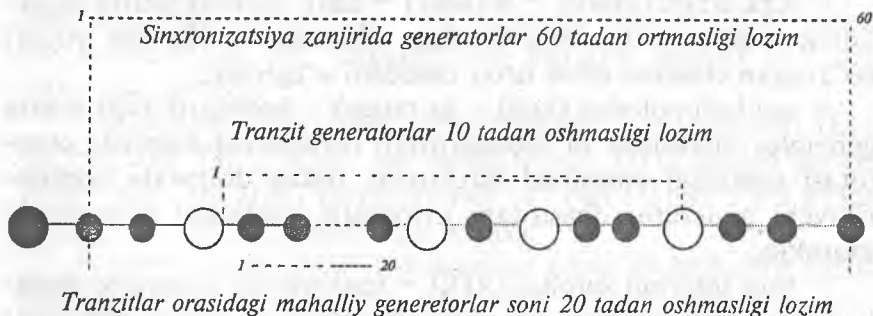 1 60
Sinxronizatsiya zanjirida generatorlar 60 tadan ortmasligi lozim
Tranzit generatorlar 10 tadan oshmasligi lozim
1
1 20
Tranzitlar orasidagi mahalliy generetorlar soni 20 tadan oshmasligi lozim